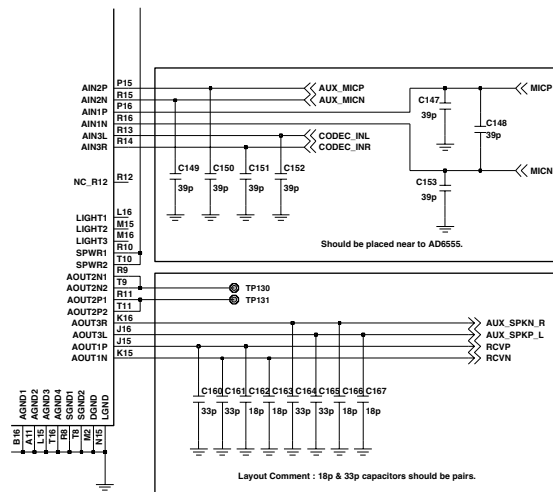 AIN2P P15 AUX_MICP MICP
AIN2N R15 AUX_MICN
AIN1P P16
AIN1N R16
AIN3L R13 CODEC_INL
AIN3R R14 CODEC_INR
C147
39p
C148
39p
MICN
C149 C150 C151 C152
39p 39p 39p 39p
C153
39p
NC_R12 R12
LIGHT1 L16
LIGHT2 M15
LIGHT3 M16
SPWR1 R10
SPWR2 T10
Should be placed near to AD6555.
AOUT2N1 R9
AOUT2N2 T9 TP130
AOUT2P1 R11 TP131
AOUT2P2 T11
AOUT3R K16 AUX_SPKN_R
AOUT3L J16 AUX_SPKP_L
AOUT1P J15 RCVP
AOUT1N K15 RCVN
C160 C161 C162 C163 C164 C165 C166 C167
33p 33p 18p 18p 33p 33p 18p 18p
AGND1 AGND2 AGND3 AGND4 SGND1 SGND2 DGND LGND
B16 A11 L15 T16 R8 T8 M2 N15
Layout Comment : 18p & 33p capacitors should be pairs.